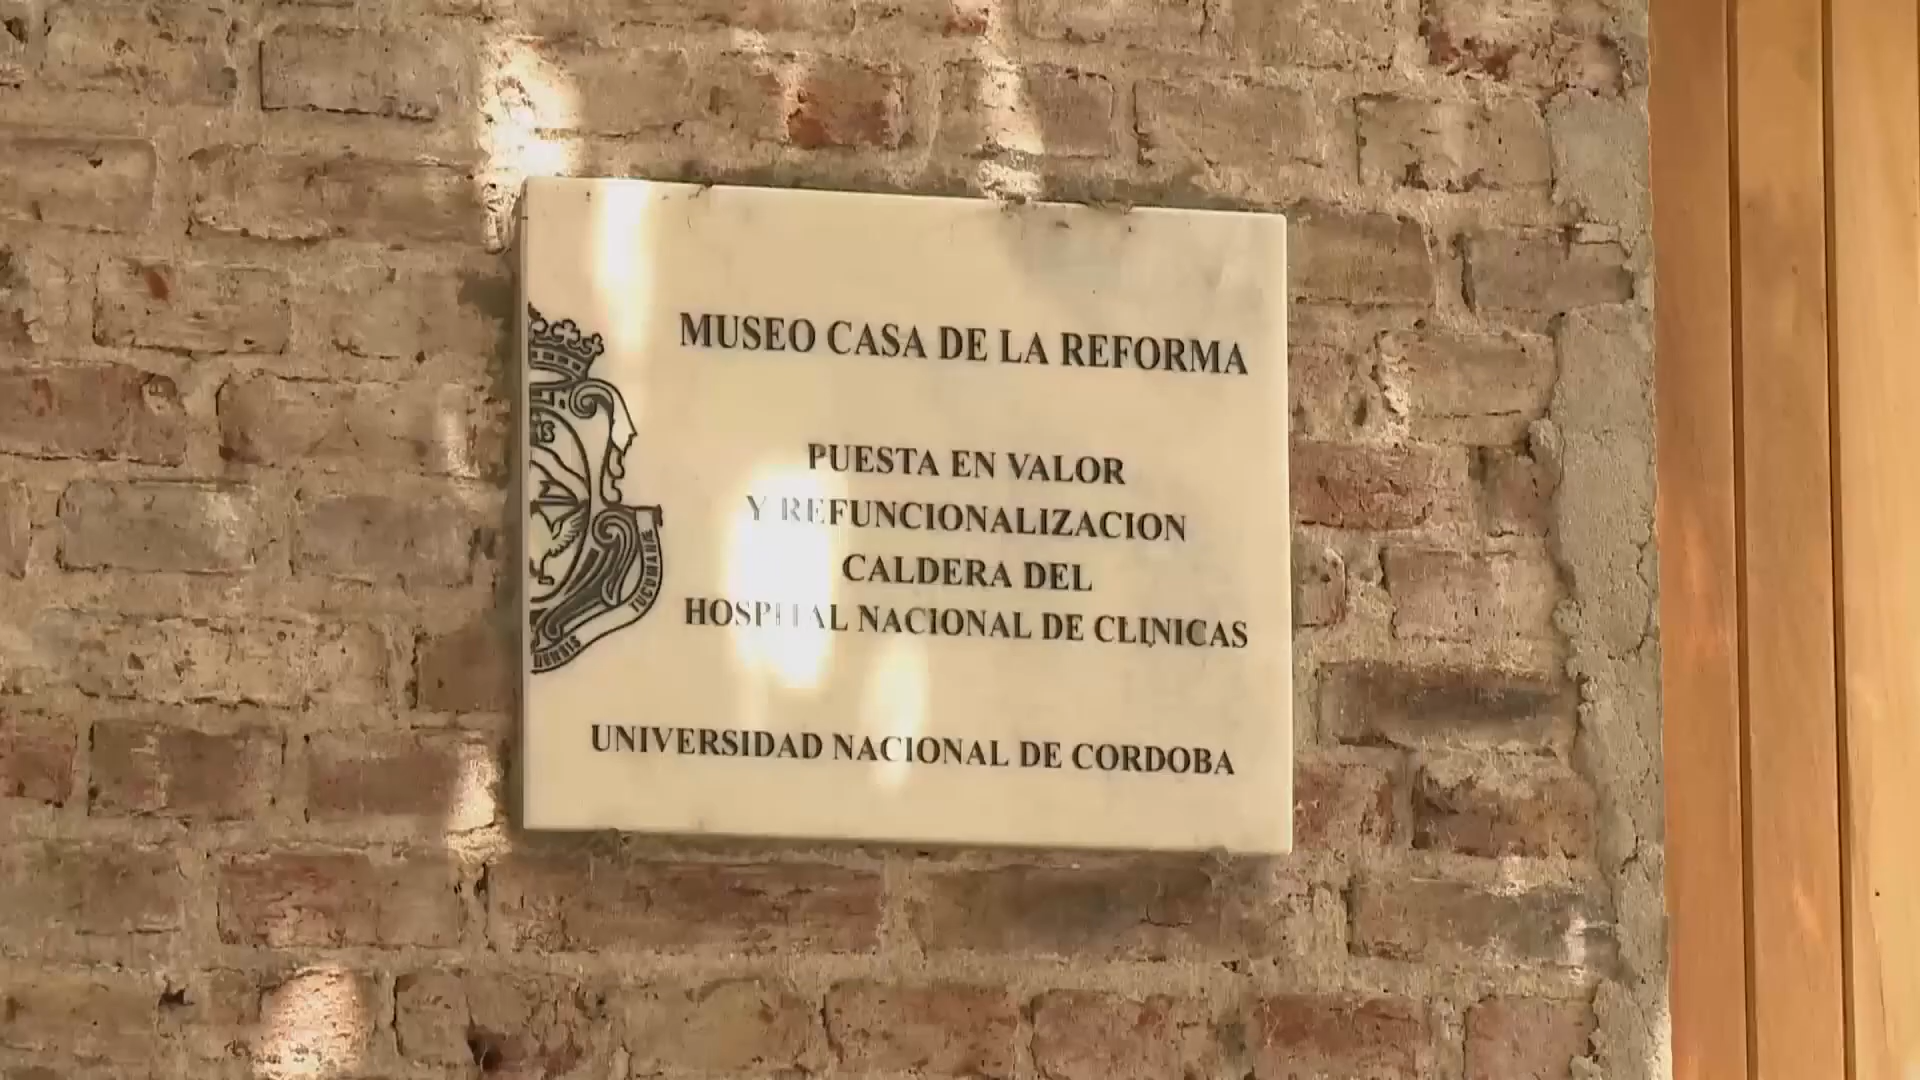 MUSEO CASA DE LA REFORMA
PUESTA EN VALOR
Y REFUNCIONALIZACION
CALDERA DEL
HOSPITAL NACIONAL DE CLINICAS
UNIVERSIDAD NACIONAL DE CORDOBA
TUCUMANÆ